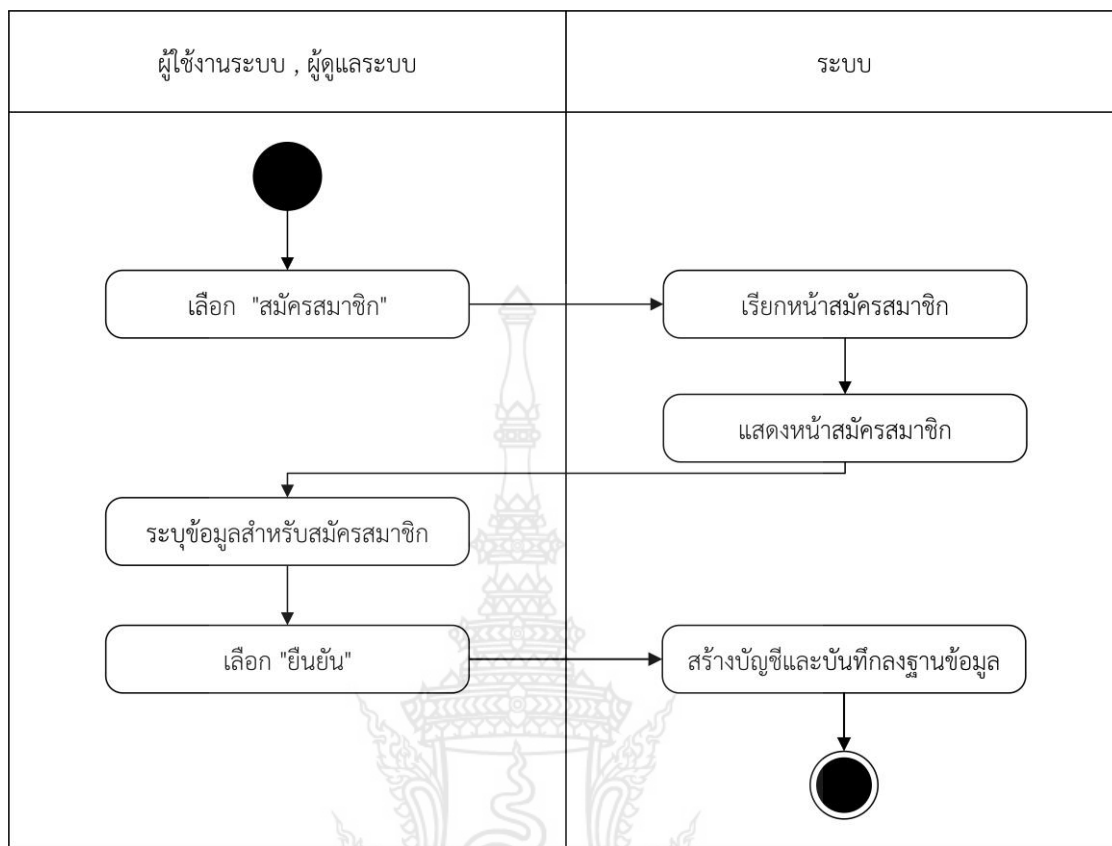 ผู้ใช้งานระบบ , ผู้ดูแลระบบ
ระบบ
เลือก "สมัครสมาชิก"
เรียกหน้าสมัครสมาชิก
แสดงหน้าสมัครสมาชิก
ระบุข้อมูลสำหรับสมัครสมาชิก
เลือก "ยืนยัน"
สร้างบัญชีและบันทึกลงฐานข้อมูล